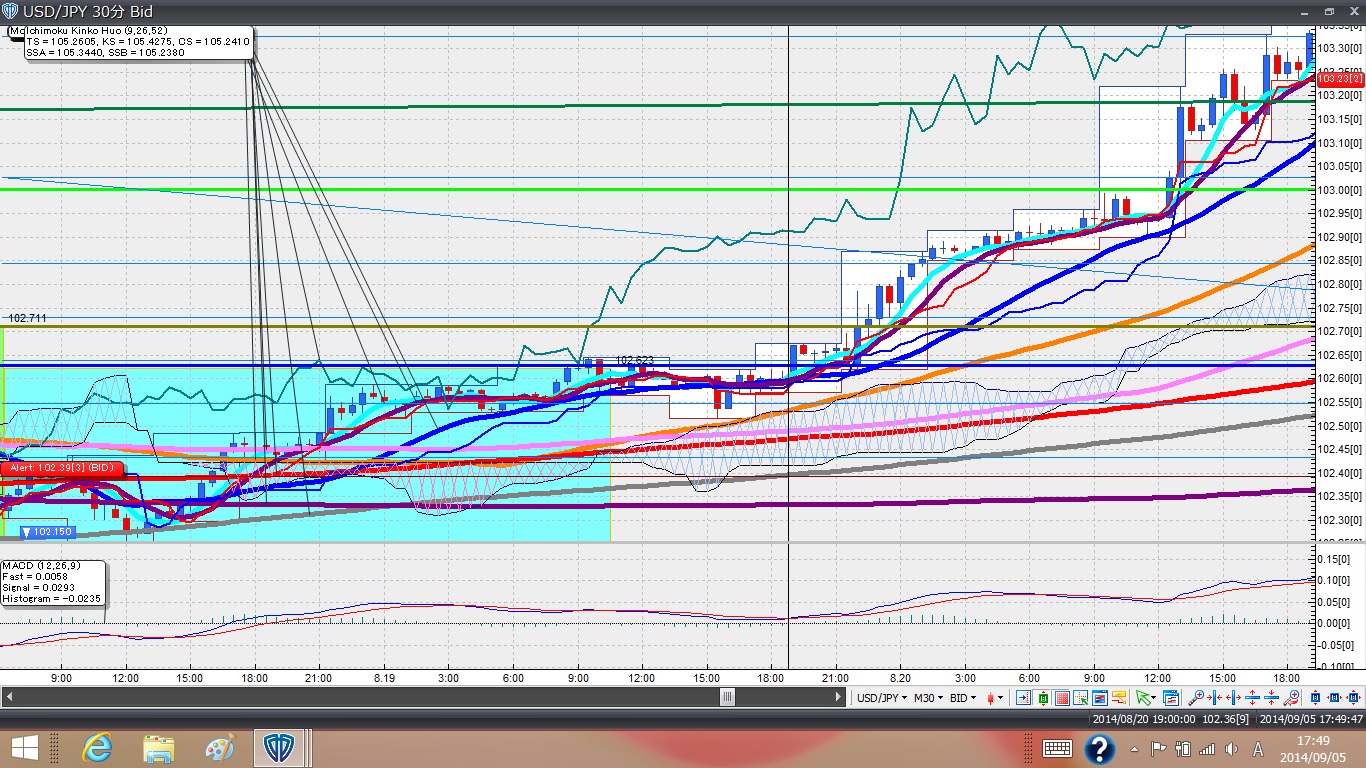 USD/JPY 30分 Bid
Ichimoku Kinko Huo (9,26,52)
TS = 105.2605, KS = 105.4275, CS = 105.2410
SSA = 105.3440, SSB = 105.2380
103.30[0]
103.25[0]
103.23[2]
103.20[0]
103.15[0]
103.10[0]
103.05[0]
103.00[0]
102.95[0]
102.90[0]
102.85[0]
102.80[0]
102.75[0]
102.711
102.70[0]
102.623
102.65[0]
102.60[0]
102.55[0]
102.50[0]
102.45[0]
Alert: 102.39[3] (BID)
102.40[0]
102.35[0]
▼ 102.150
102.30[0]
MACD (12,26,9)
Fast = 0.0058
Signal = 0.0293
Histogram = -0.0235
0.15[0]
0.10[0]
0.05[0]
0.00[0]
-0.05[0]
-0.10[0]
9:00 12:00 15:00 18:00 21:00 8.19 3:00 6:00 9:00 12:00 15:00 18:00 21:00 8.20 3:00 6:00 9:00 12:00 15:00 18:00
USD/JPY M30 BID
2014/08/20 19:00:00 102.36[9] 2014/09/05 17:49:47
A
17:49
2014/09/05